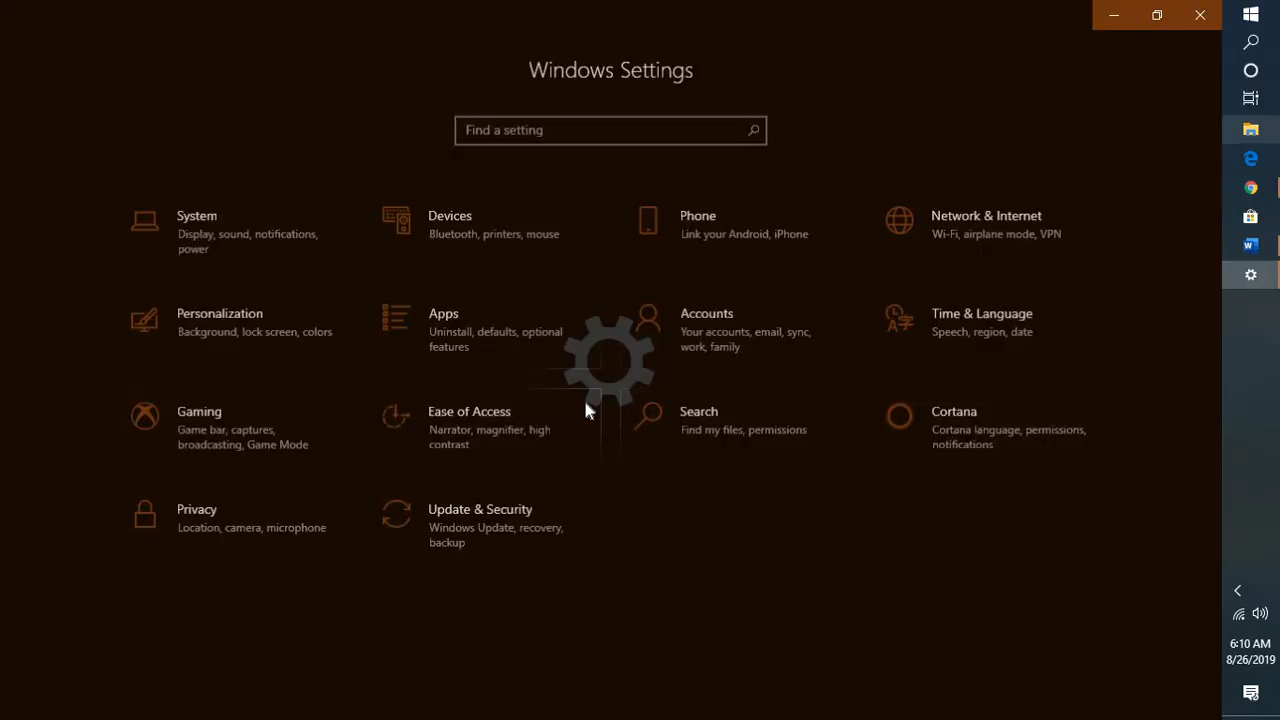 Windows Settings
Find a setting
System
Display, sound, notifications,
power
Devices
Bluetooth, printers, mouse
Phone
Link your Android, iPhone
Network & Internet
Wi-Fi, airplane mode, VPN
Personalization
Background, lock screen, colors
Apps
Uninstall, defaults, optional
features
Accounts
Your accounts, email, sync,
work, family
Time & Language
Speech, region, date
Gaming
Game bar, captures,
broadcasting, Game Mode
Ease of Access
Narrator, magnifier, high
contrast
Search
Find my files, permissions
Cortana
Cortana language, permissions,
notifications
Privacy
Location, camera, microphone
Update & Security
Windows Update, recovery,
backup
W
6:10 AM
8/26/2019